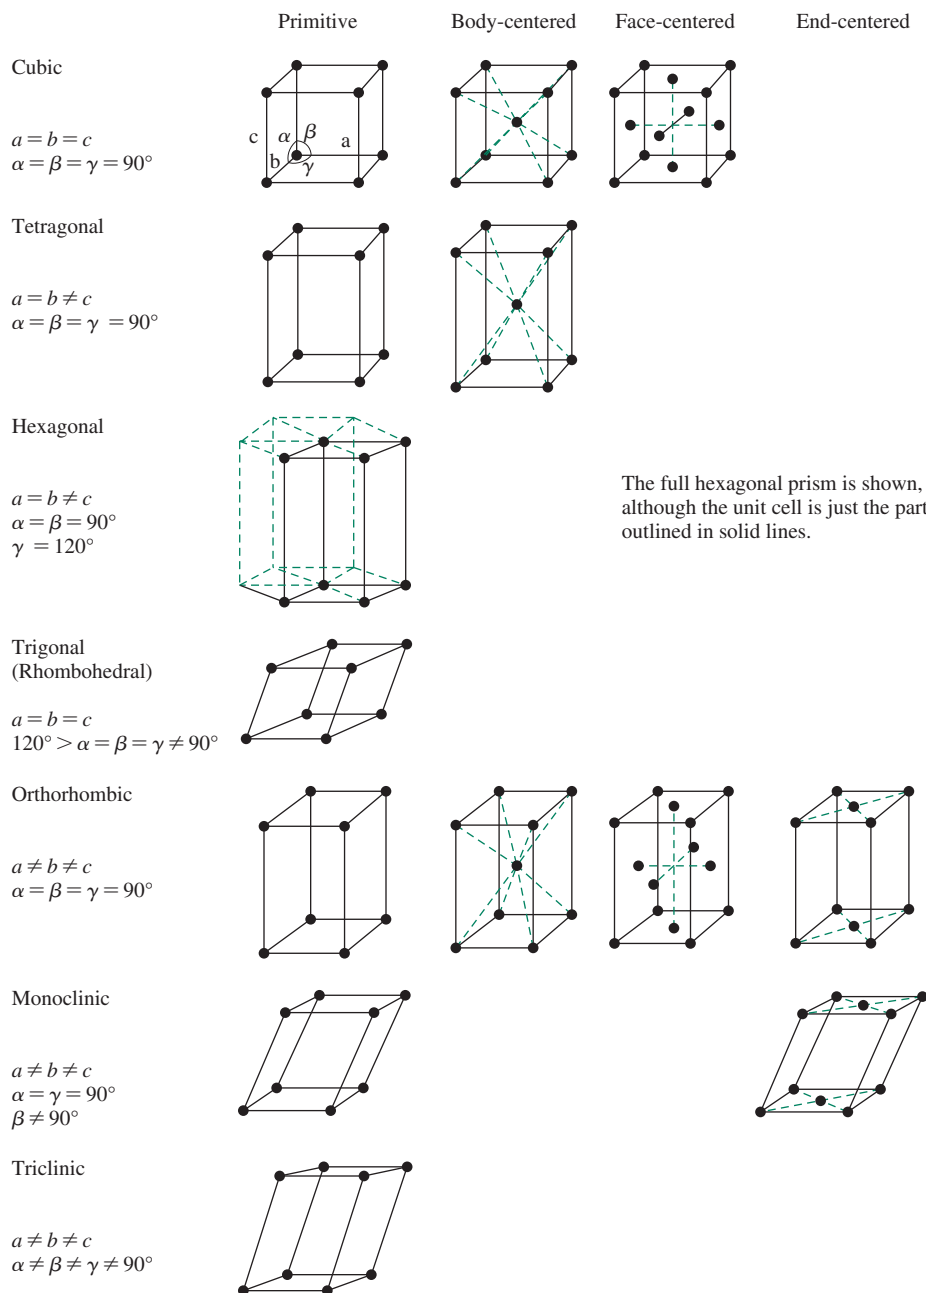 Primitive Body-centered Face-centered End-centered
Cubic
a = b = c
α = β = γ = 90°
c α β a
b γ
Tetragonal
a = b ≠ c
α = β = γ = 90°
Hexagonal
a = b ≠ c
α = β = 90°
γ = 120°
The full hexagonal prism is shown,
although the unit cell is just the part
outlined in solid lines.
Trigonal
(Rhombohedral)
a = b = c
120° > α = β = γ ≠ 90°
Orthorhombic
a ≠ b ≠ c
α = β = γ = 90°
Monoclinic
a ≠ b ≠ c
α = γ = 90°
β ≠ 90°
Triclinic
a ≠ b ≠ c
α ≠ β ≠ γ ≠ 90°